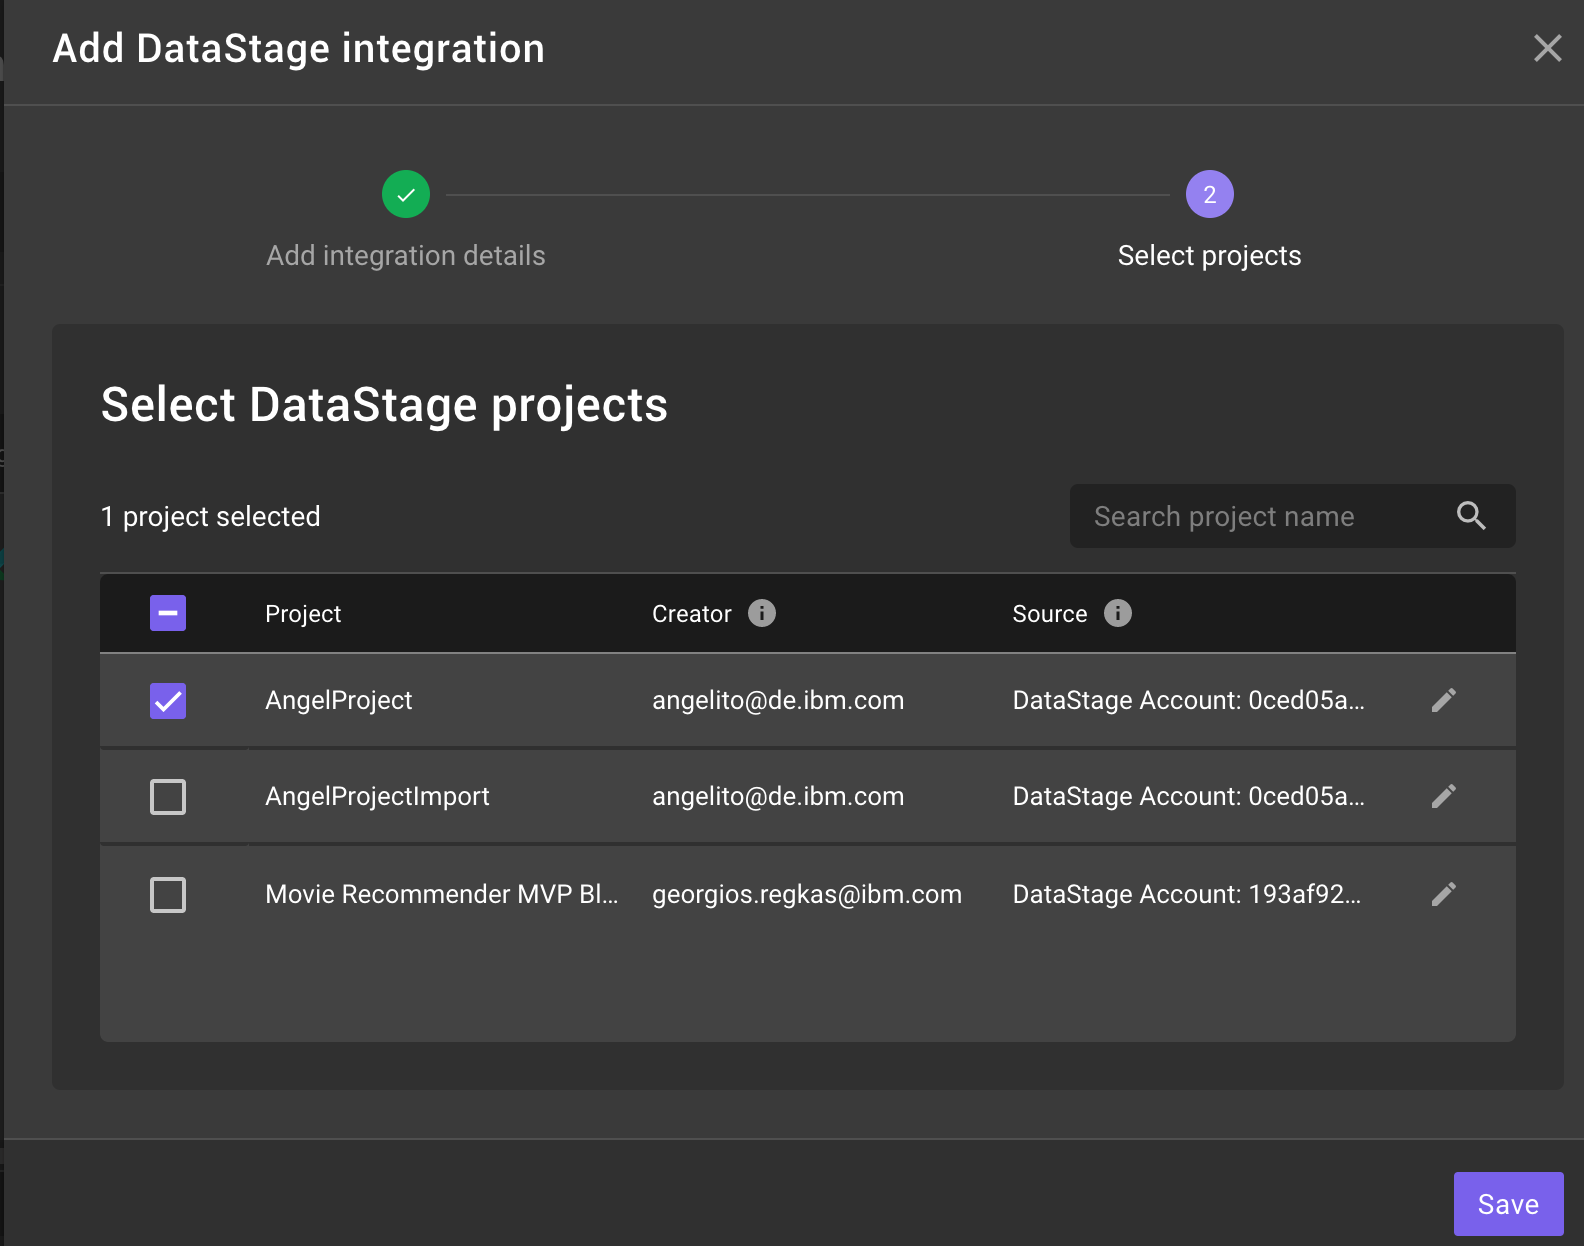 Add DataStage integration
2
Add integration details
Select projects
Select DataStage projects
1 project selected
Search project name
Project Creator Source
AngelProject angelito@de.ibm.com DataStage Account: 0ced05a...
AngelProjectImport angelito@de.ibm.com DataStage Account: 0ced05a...
Movie Recommender MVP Bl... georgios.regkas@ibm.com DataStage Account: 193af92...
Save